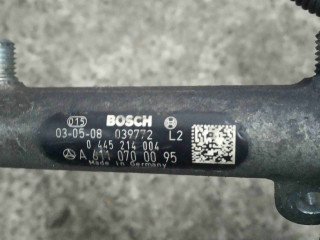 015 BOSCH
03-05-08 039772 L2
0 445 214 004
A 611 070 00 95
Made in Germany